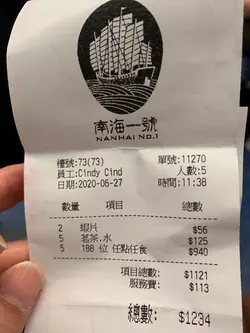 南海一號
NANHAI NO.1
檯號:73(73) 單號:11270
員工:Cindy Cind 人數:5
日期:2020-06-27 時間:11:38
數量 項目 總數
2 蝦片 $56
5 茗茶.水 $125
5 188 位 任點任食 $940
項目總數: $1121
服務費: $113
總數: $1234